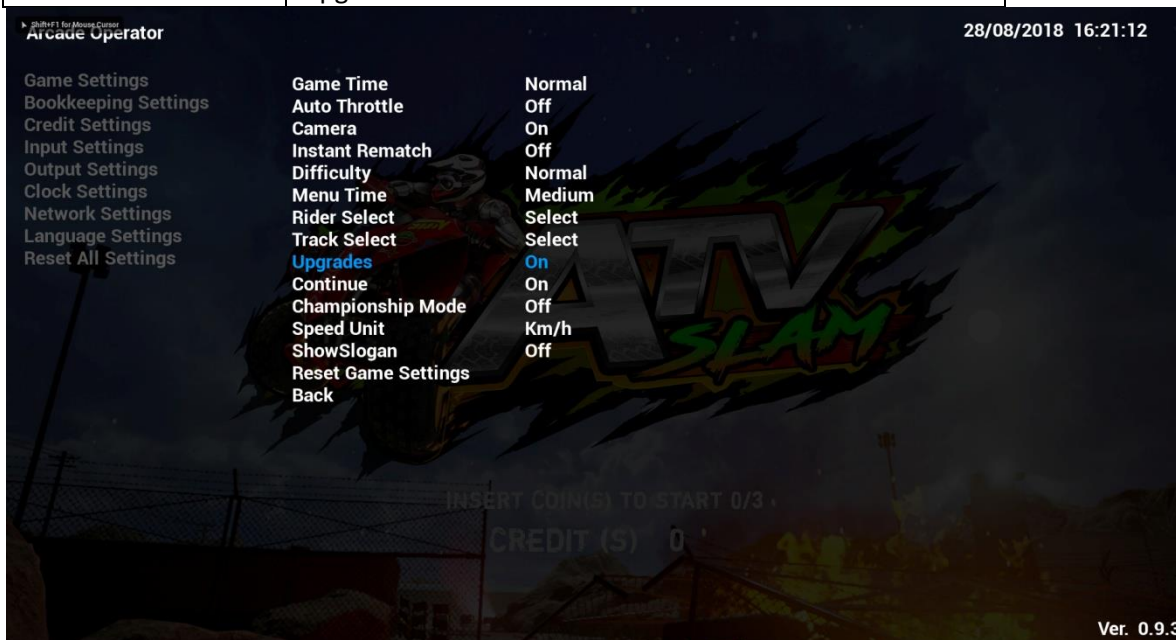 Shift+F1 for Mouse Cursor
Arcade Operator
28/08/2018 16:21:12
Game Settings
Bookkeeping Settings
Credit Settings
Input Settings
Output Settings
Clock Settings
Network Settings
Language Settings
Reset All Settings
Game Time Normal
Auto Throttle Off
Camera On
Instant Rematch Off
Difficulty Normal
Menu Time Medium
Rider Select Select
Track Select Select
Upgrades On
Continue On
Championship Mode Off
Speed Unit Km/h
ShowSlogan Off
Reset Game Settings
Back
ATV
SLAM
INSERT COIN(S) TO START 0/3
CREDIT (S) 0
Ver. 0.9.3